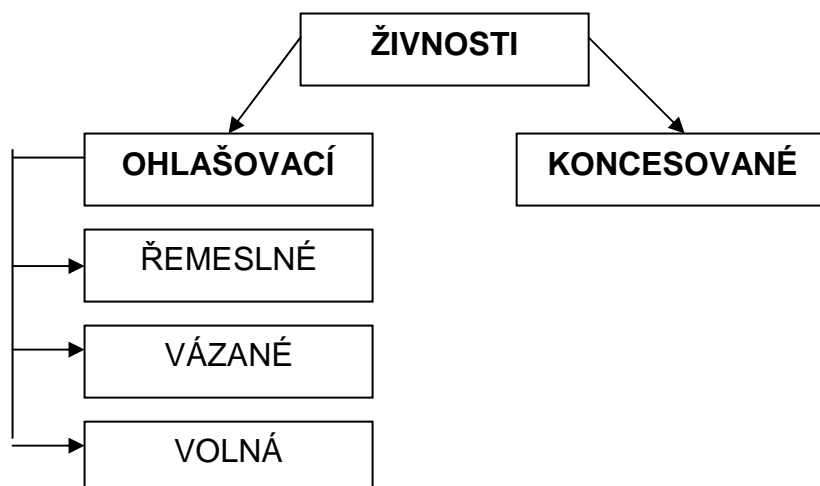 ŽIVNOSTI
OHLAŠOVACÍ
KONCESOVANÉ
ŘEMESLNÉ
VÁZANÉ
VOLNÁ